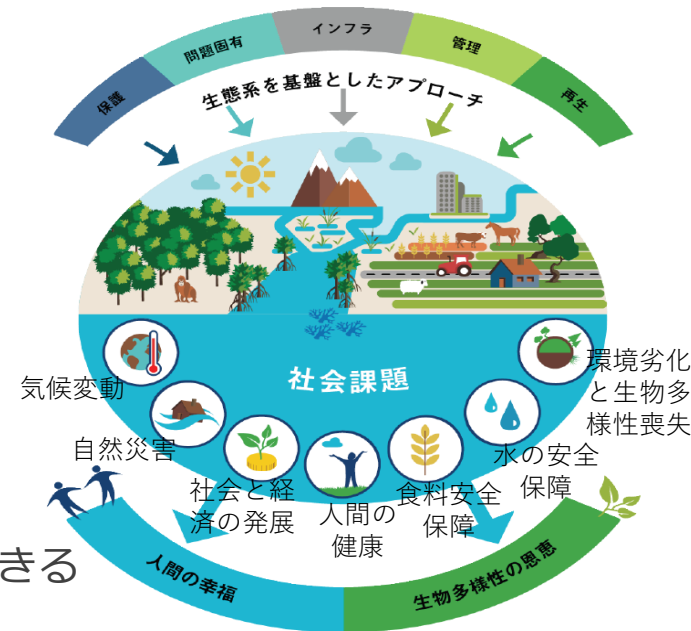 保護
問題固有
インフラ
管理
再生
生態系を基盤としたアプローチ
社会課題
気候変動
自然災害
社会と経
済の発展
人間の
健康
食料安全
保障
水の安全
保障
環境劣化
と生物多
様性喪失
きる
人間の幸福
生物多様性の恩恵